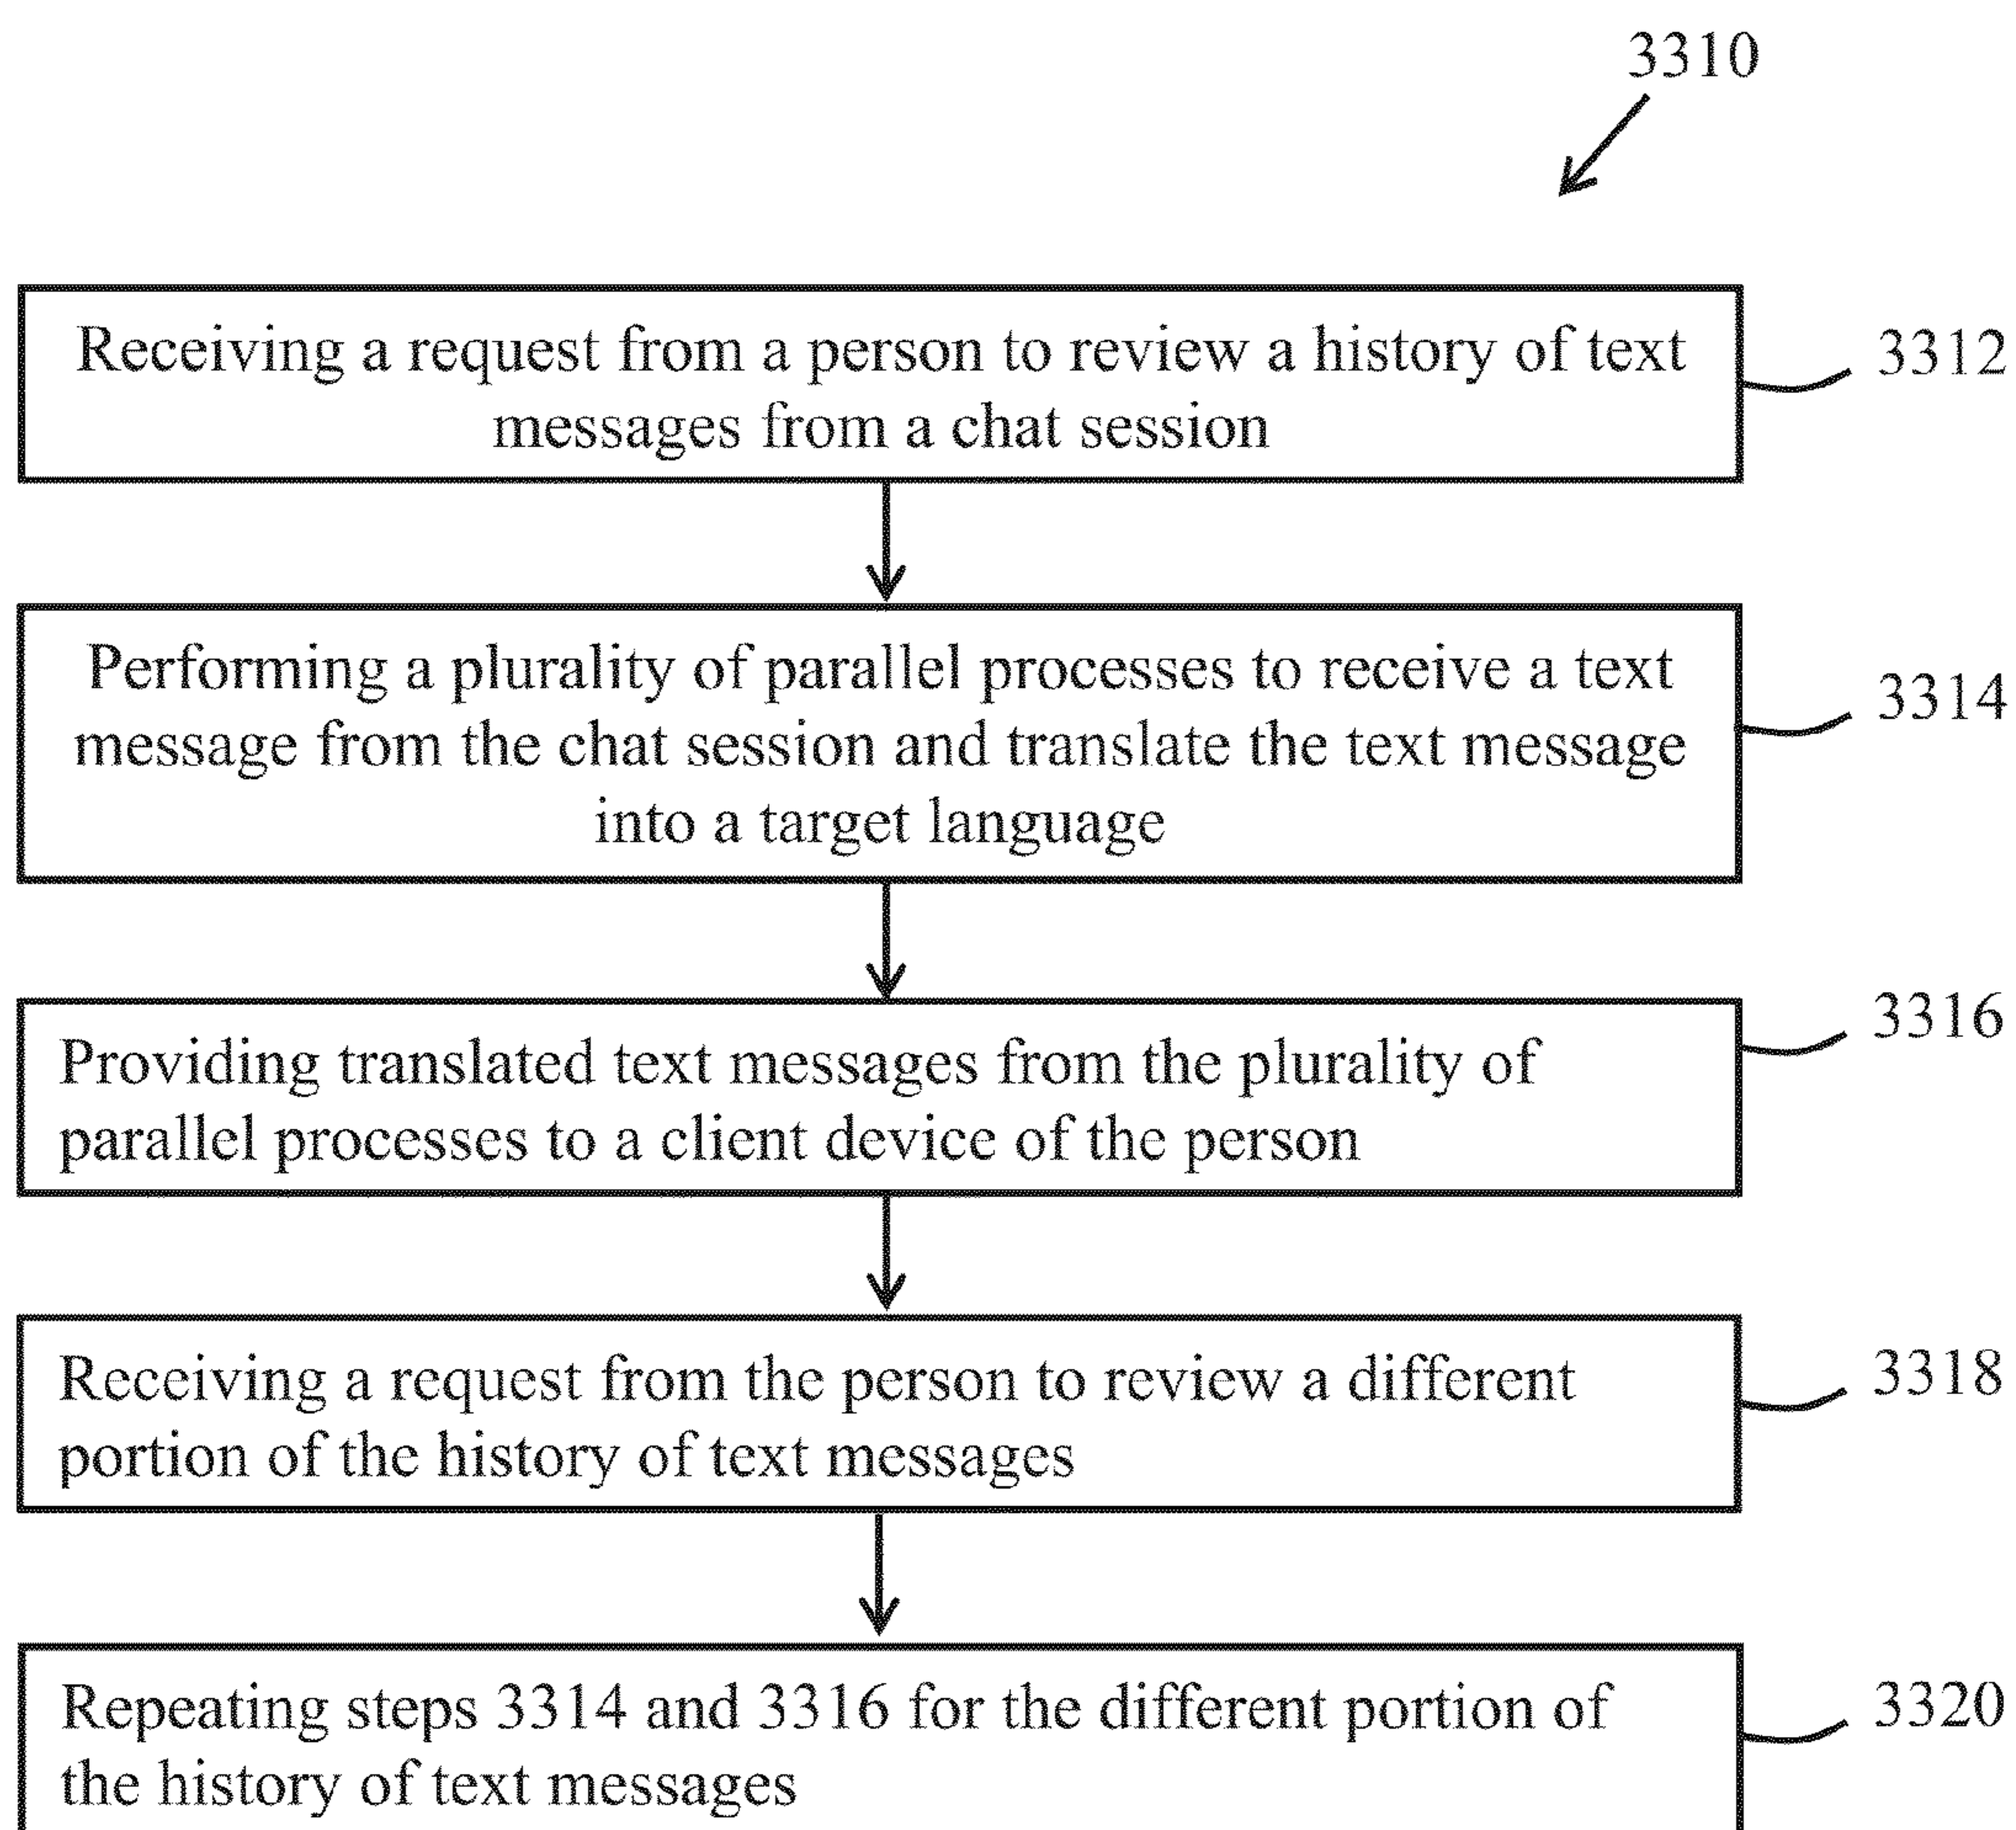 3310
Receiving a request from a person to review a history of text
messages from a chat session
3312
Performing a plurality of parallel processes to receive a text
message from the chat session and translate the text message
into a target language
3314
Providing translated text messages from the plurality of
parallel processes to a client device of the person
3316
Receiving a request from the person to review a different
portion of the history of text messages
3318
Repeating steps 3314 and 3316 for the different portion of
the history of text messages
3320